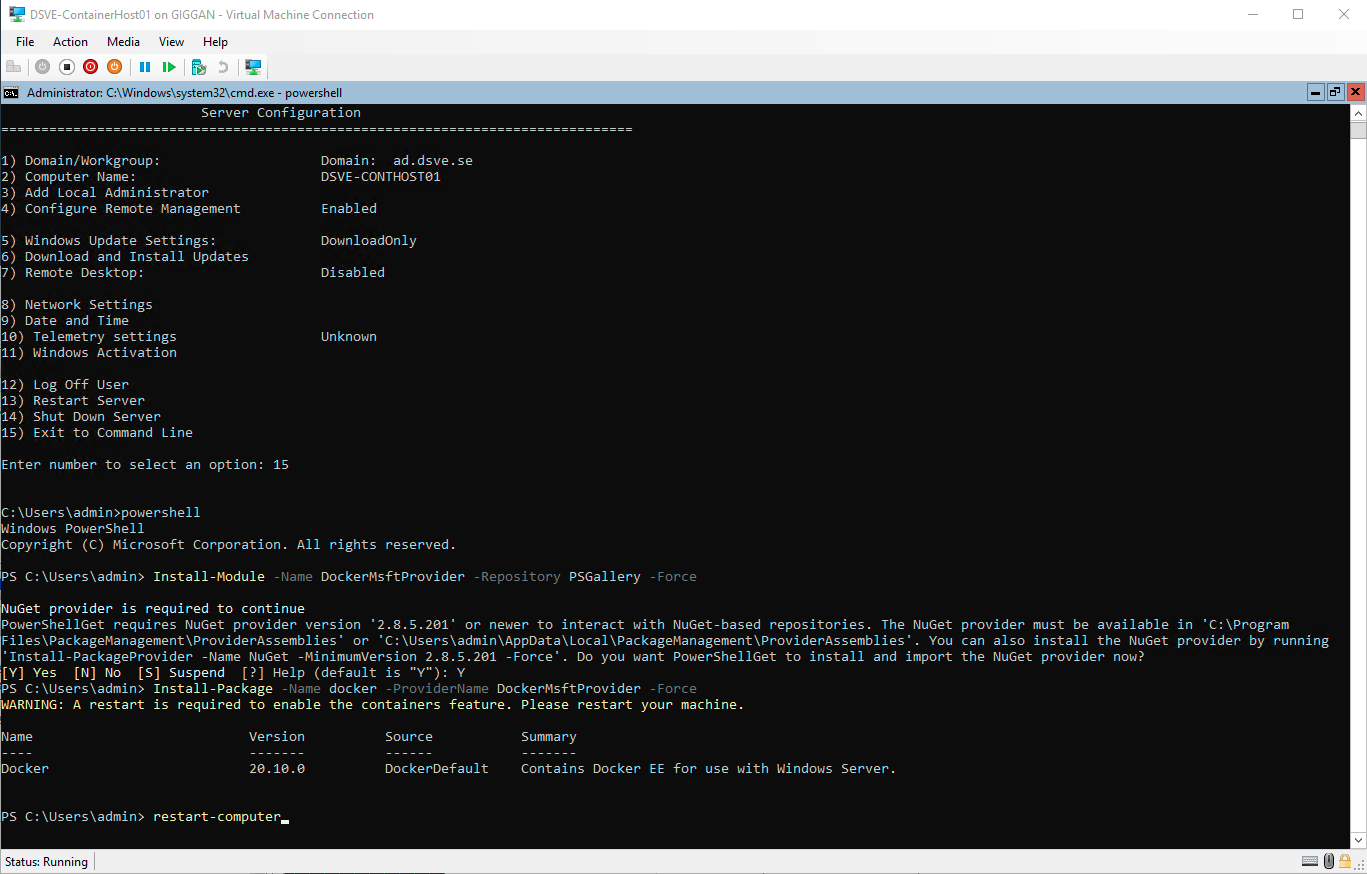 DSVE-ContainerHost01 on GIGGAN - Virtual Machine Connection
File Action Media View Help
Administrator: C:\Windows\system32\cmd.exe - powershell
Server Configuration
===============================================================================
1) Domain/Workgroup: Domain: ad.dsve.se
2) Computer Name: DSVE-CONTHOST01
3) Add Local Administrator
4) Configure Remote Management Enabled
5) Windows Update Settings: DownloadOnly
6) Download and Install Updates
7) Remote Desktop: Disabled
8) Network Settings
9) Date and Time
10) Telemetry settings Unknown
11) Windows Activation
12) Log Off User
13) Restart Server
14) Shut Down Server
15) Exit to Command Line
Enter number to select an option: 15
C:\Users\admin>powershell
Windows PowerShell
Copyright (C) Microsoft Corporation. All rights reserved.
PS C:\Users\admin> Install-Module -Name DockerMsftProvider -Repository PSGallery -Force
NuGet provider is required to continue
PowerShellGet requires NuGet provider version '2.8.5.201' or newer to interact with NuGet-based repositories. The NuGet provider must be available in 'C:\Program
Files\PackageManagement\ProviderAssemblies' or 'C:\Users\admin\AppData\Local\PackageManagement\ProviderAssemblies'. You can also install the NuGet provider by running
'Install-PackageProvider -Name NuGet -MinimumVersion 2.8.5.201 -Force'. Do you want PowerShellGet to install and import the NuGet provider now?
[Y] Yes [N] No [S] Suspend [?] Help (default is "Y"): Y
PS C:\Users\admin> Install-Package -Name docker -ProviderName DockerMsftProvider -Force
WARNING: A restart is required to enable the containers feature. Please restart your machine.
Name Version Source Summary
---- ------- ------ -------
Docker 20.10.0 DockerDefault Contains Docker EE for use with Windows Server.
PS C:\Users\admin> restart-computer
Status: Running